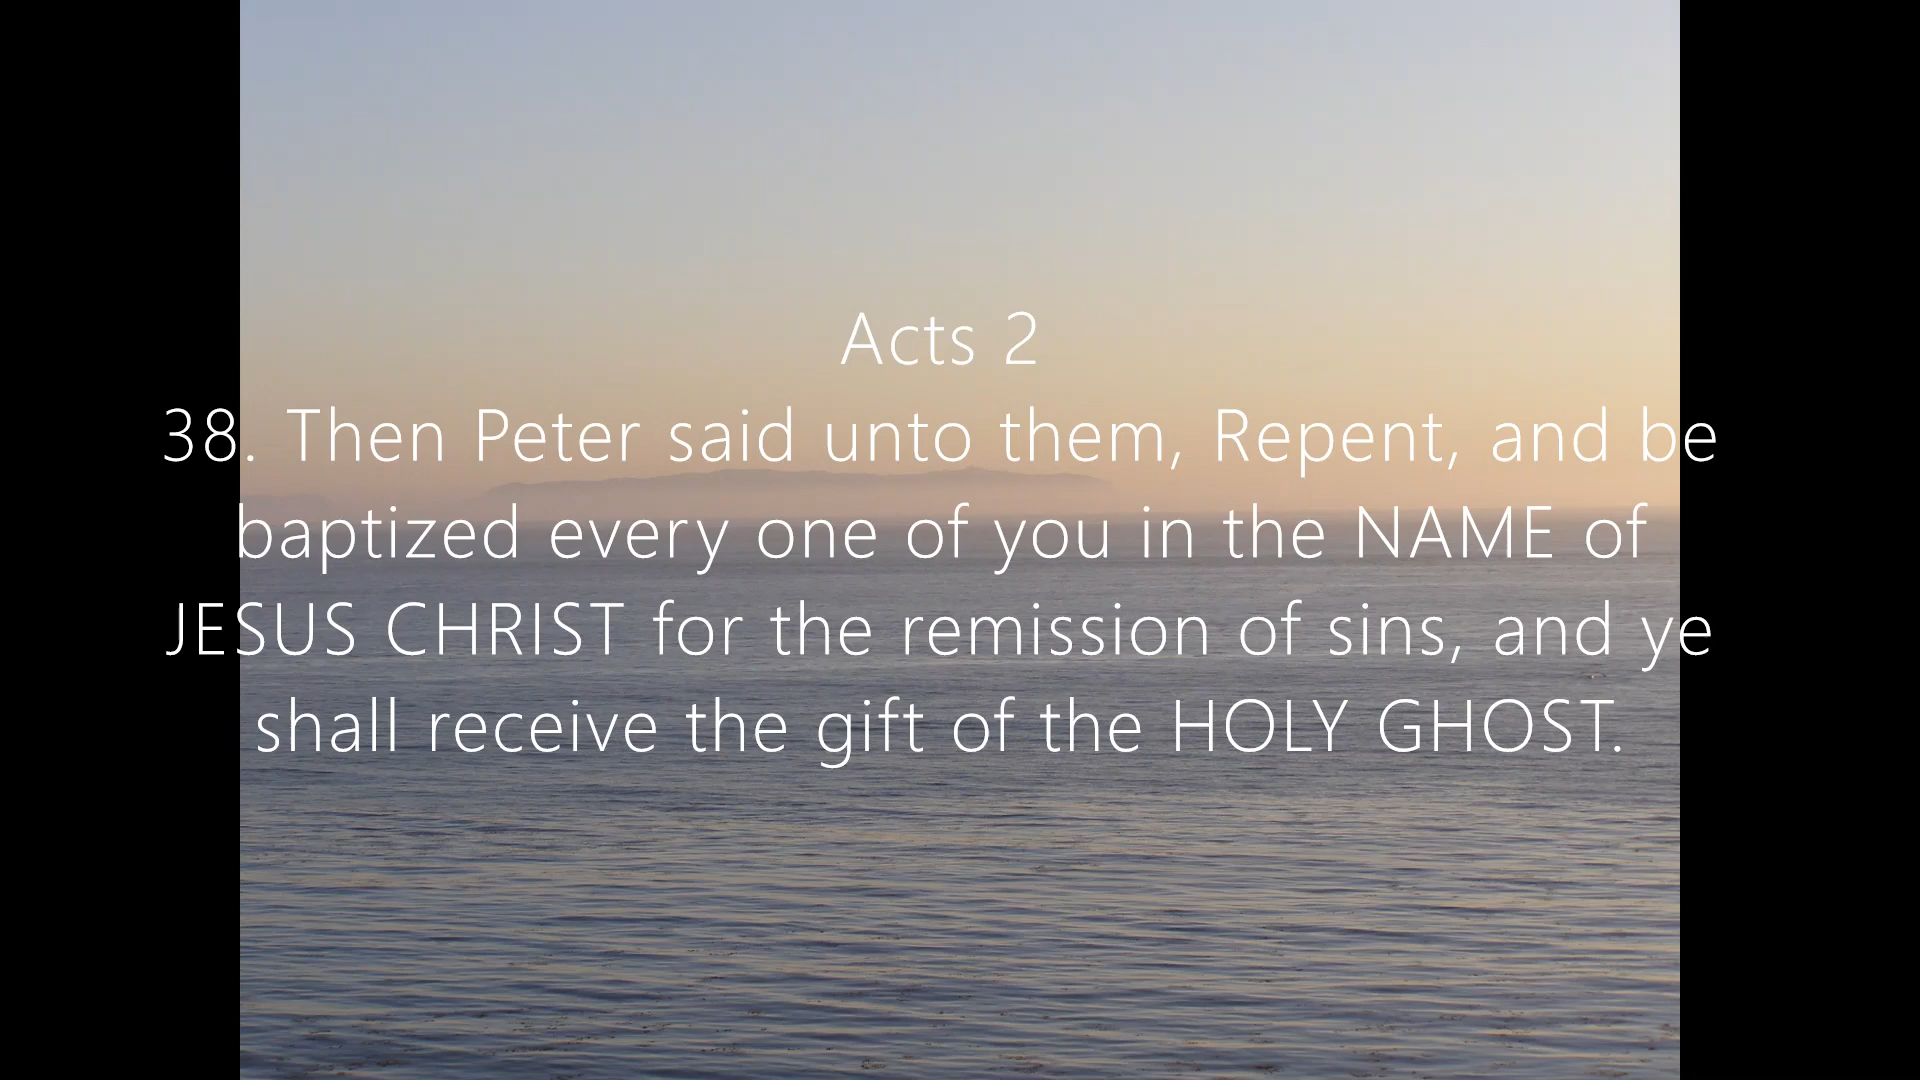 Acts 2
38. Then Peter said unto them, Repent, and be
baptized every one of you in the NAME of
JESUS CHRIST for the remission of sins, and ye
shall receive the gift of the HOLY GHOST.